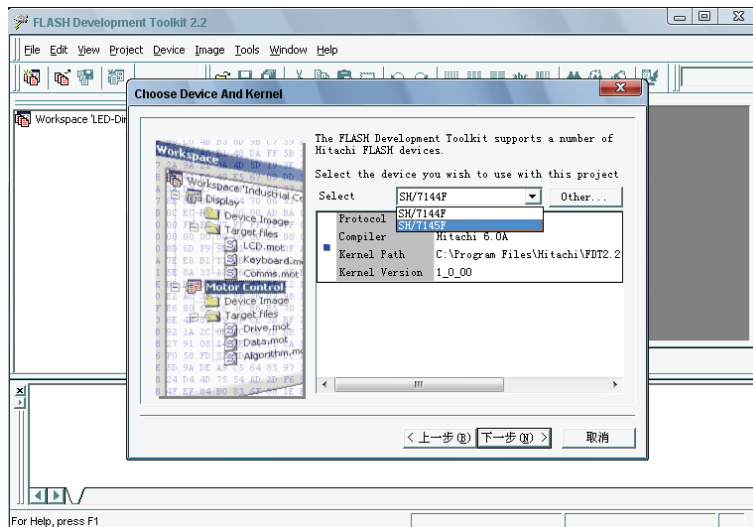 FLASH Development Toolkit 2.2
File Edit View Project Device Image Tools Window Help
abc
Workspace 'LED-Dir
Choose Device And Kernel
The FLASH Development Toolkit supports a number of
Hitachi FLASH devices.
Select the device you wish to use with this project
Select SH/7144F Other...
SH/7144F
SH/7145F
Protocol
Compiler Hitachi 6.0A
Kernel Path C:\Program Files\Hitachi\FDT2.2
Kernel Version 1_0_00
Workspace
Workspace "Industrial Co
Display
Device Image
Target files
LCD.mot
Keyboard.m
Comms.mot
Motor Control
Device Image
Target files
Drive.mot
Data.mot
Algorithm.mo
< 上一步(B) 下一步(N) > 取消
For Help, press F1